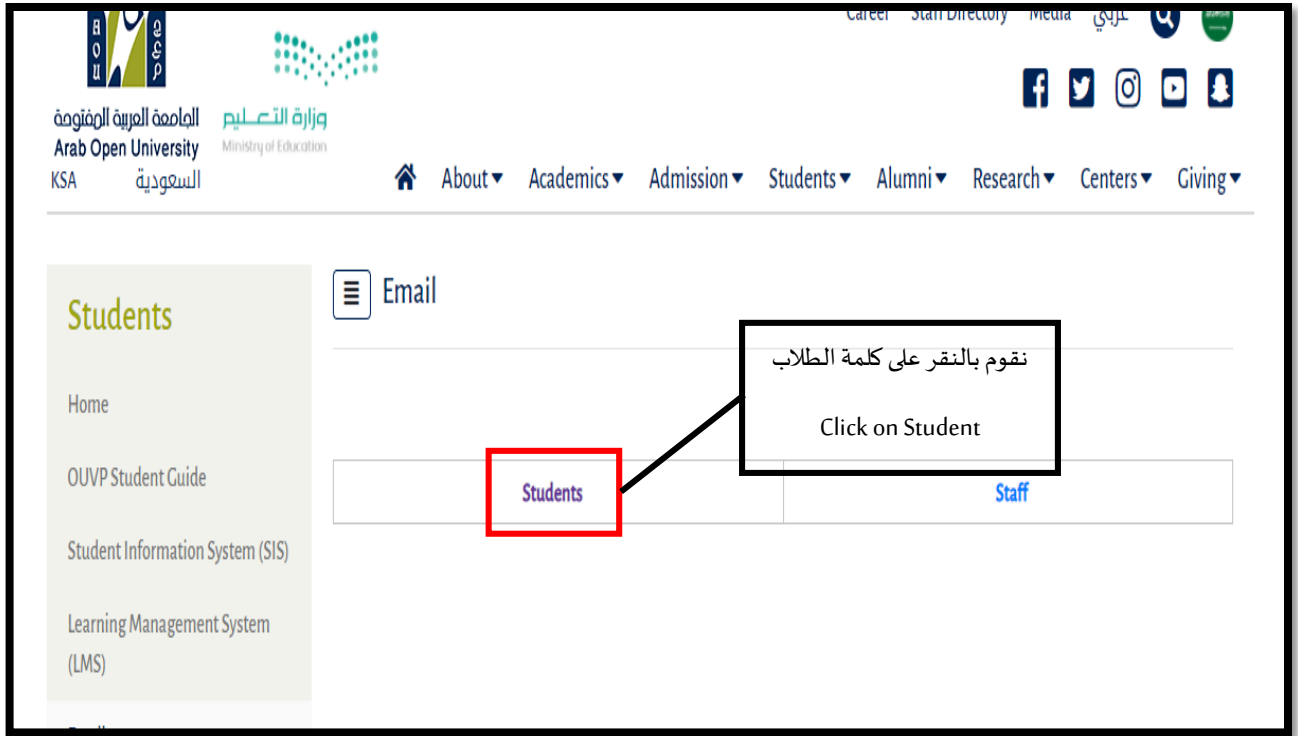 Career Staff Directory Media عربي
A O U
الجامعة العربية المفتوحة
Arab Open University
KSA السعودية
وزارة التعليم
Ministry of Education
About Academics Admission Students Alumni Research Centers Giving
Students
Home
OUVP Student Guide
Student Information System (SIS)
Learning Management System
(LMS)
Email
نقوم بالنقر على كلمة الطلاب
Click on Student
Students Staff